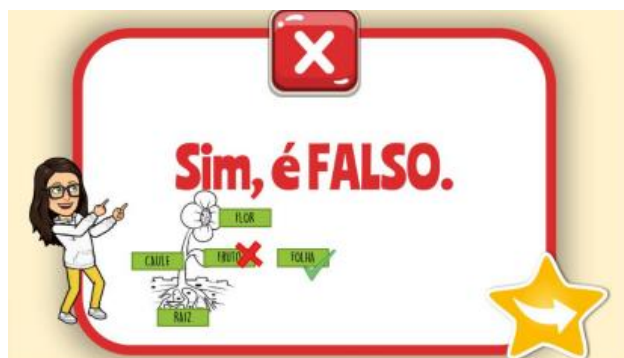 Sim, é FALSO.
FLOR
CAULE
FRUTO
FOLHA
RAIZ